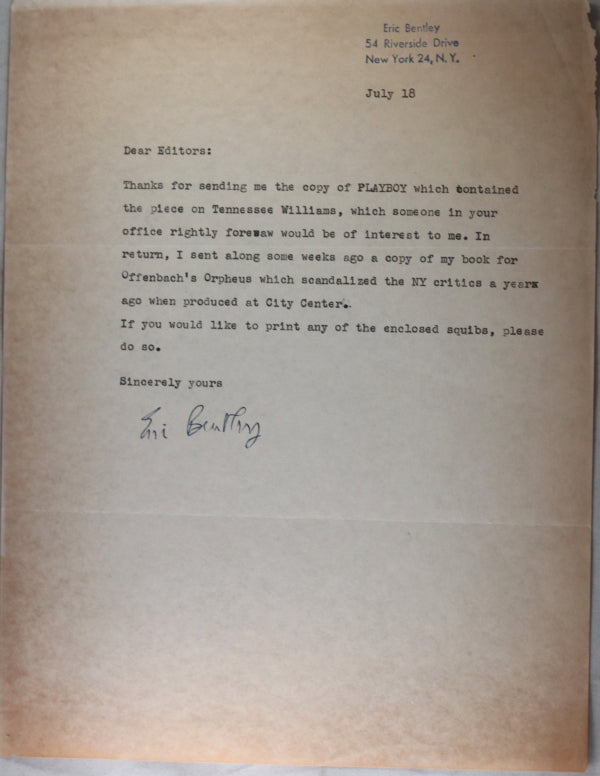 Eric Bentley
54 Riverside Drive
New York 24, N. Y.
July 18
Dear Editors:
Thanks for sending me the copy of PLAYBOY which contained
the piece on Tennessee Williams, which someone in your
office rightly foresaw would be of interest to me. In
return, I sent along some weeks ago a copy of my book for
Offenbach's Orpheus which scandalized the NY critics a year
ago when produced at City Center.
If you would like to print any of the enclosed squibs, please
do so.
Sincerely yours
Eric Bentley